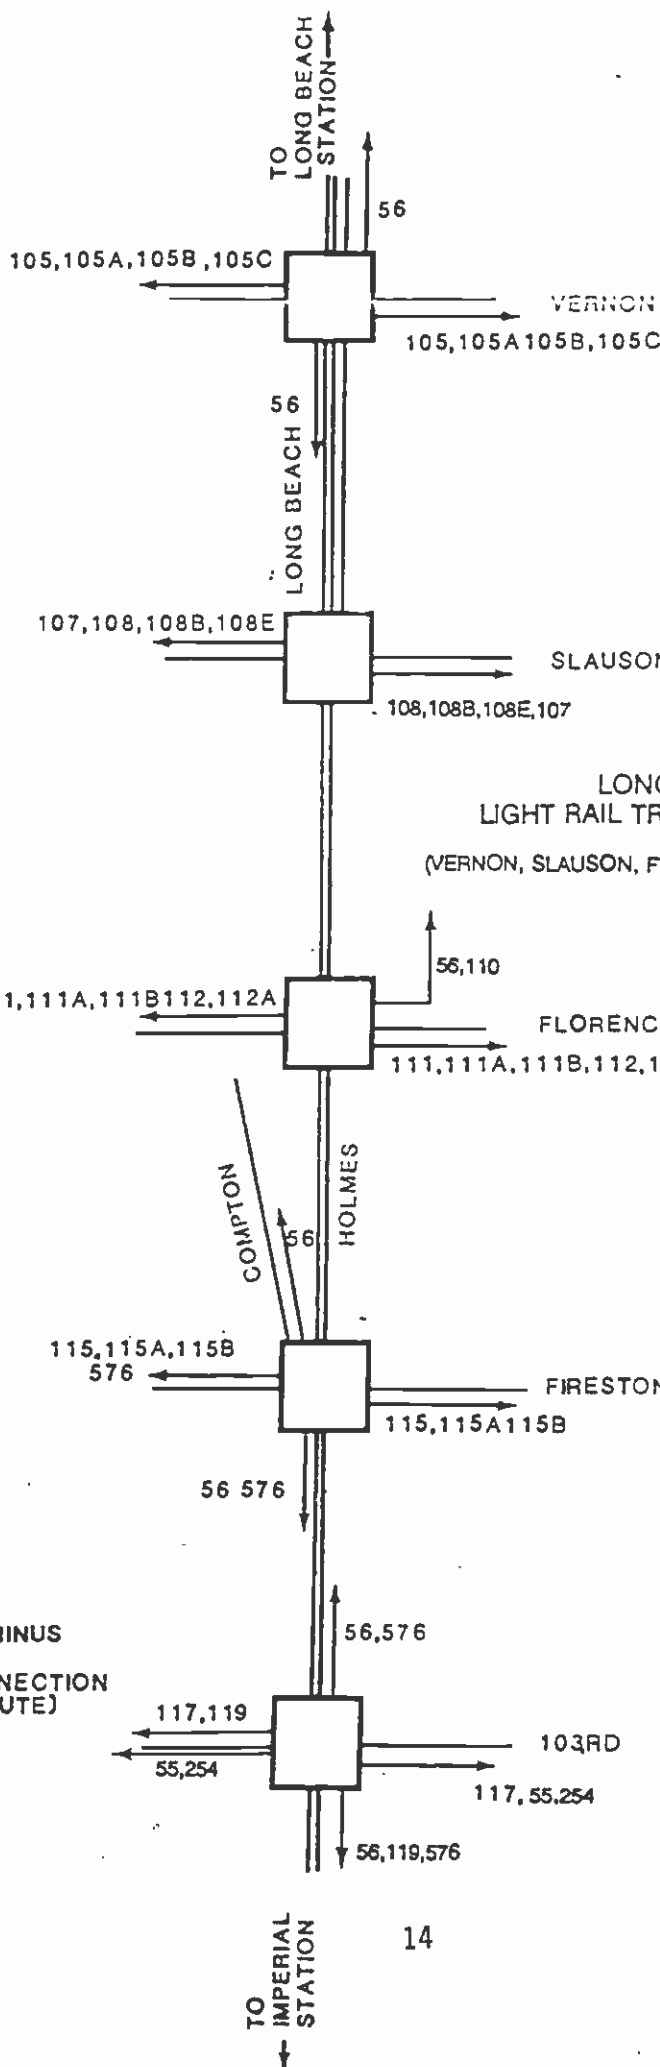 TO
LONG BEACH
STATION
56
105,105A,105B,105C
VERNON
105,105A105B,105C
56
LONG BEACH
107,108,108B,108E
SLAUSON
108,108B,108E,107
LONG
LIGHT RAIL TR
(VERNON, SLAUSON, F
56,110
1,111A,111B112,112A
FLORENC
111,111A,111B,112,1
COMPTON
56
HOLMES
115,115A,115B
576
FIRESTON
115,115A115B
56 576
MINUS
56,576
NECTION
UTE)
117,119
103RD
55,254
117,55,254
56,119,576
14
TO
IMPERIAL
STATION